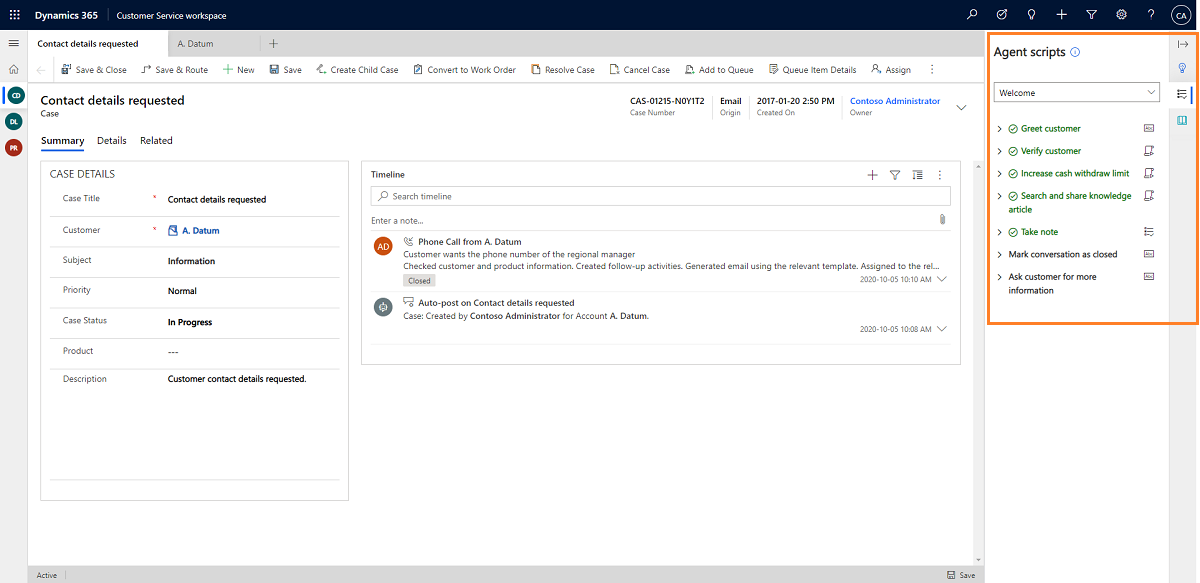 Dynamics 365 Customer Service workspace CA
Contact details requested A. Datum
Save & Close Save & Route New Save Create Child Case Convert to Work Order Resolve Case Cancel Case Add to Queue Queue Item Details Assign
CD
DL
PR
Contact details requested
Case
CAS-01215-N0Y1T2 Email 2017-01-20 2:50 PM Contoso Administrator
Case Number Origin Created On Owner
Summary Details Related
CASE DETAILS
Case Title * Contact details requested
Customer * A. Datum
Subject Information
Priority Normal
Case Status In Progress
Product ---
Description Customer contact details requested.
Timeline
Search timeline
Enter a note...
AD
Phone Call from A. Datum
Customer wants the phone number of the regional manager
Checked customer and product information. Created follow-up activities. Generated email using the relevant template. Assigned to the rel...
Closed 2020-10-05 10:10 AM
Auto-post on Contact details requested
Case: Created by Contoso Administrator for Account A. Datum.
2020-10-05 10:08 AM
Agent scripts
Welcome
Greet customer
Verify customer
Increase cash withdraw limit
Search and share knowledge
article
Take note
Mark conversation as closed
Ask customer for more
information
Active Save